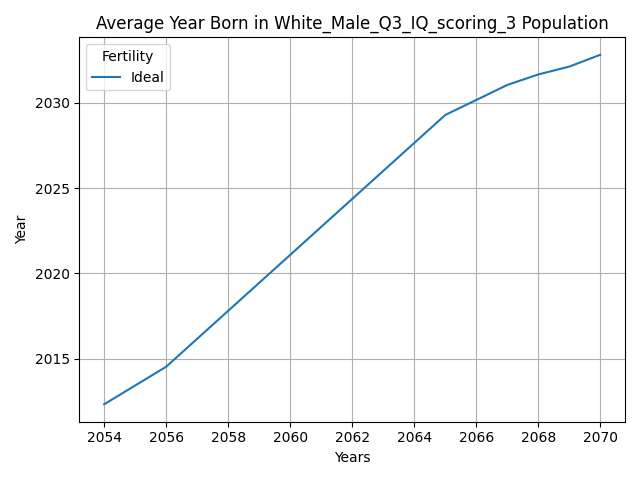 Average Year Born in White_Male_Q3_IQ_scoring_3 Population
Fertility
Ideal
Year
2030
2025
2020
2015
2054 2056 2058 2060 2062 2064 2066 2068 2070
Years